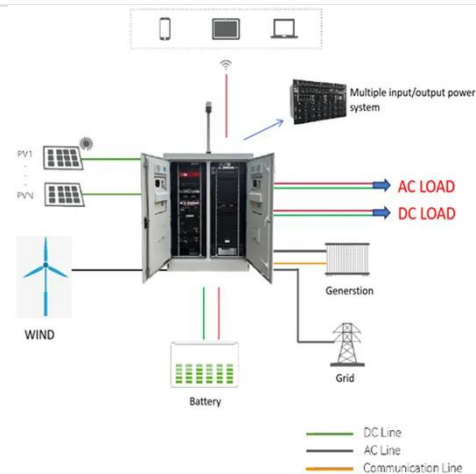 Multiple input/output power
system
PV1
PVN
AC LOAD
DC LOAD
WIND
Generstion
Grid
Battery
DC Line
AC Line
Communication Line